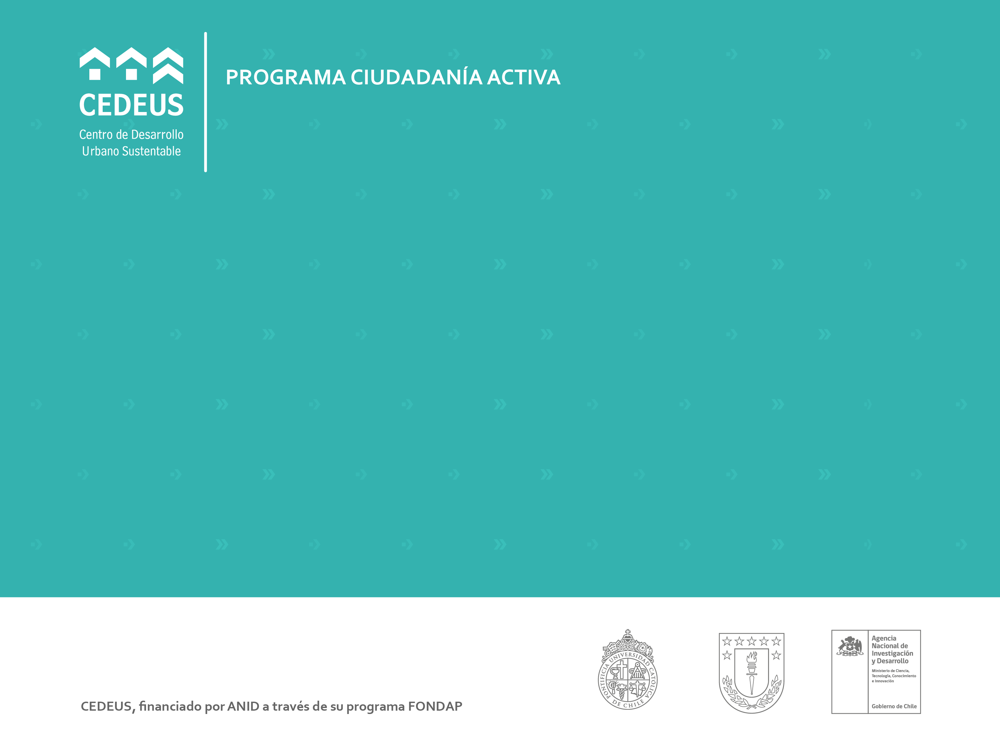 PROGRAMA CIUDADANÍA ACTIVA
CEDEUS
Centro de Desarrollo
Urbano Sustentable
CEDEUS, financiado por ANID a través de su programa FONDAP
PONTIFICIA UNIVERSIDAD CATOLICA DE CHILE
Agencia
Nacional de
Investigación
y Desarrollo
Ministerio de Ciencia,
Tecnología, Conocimiento
e Innovación
Gobierno de Chile